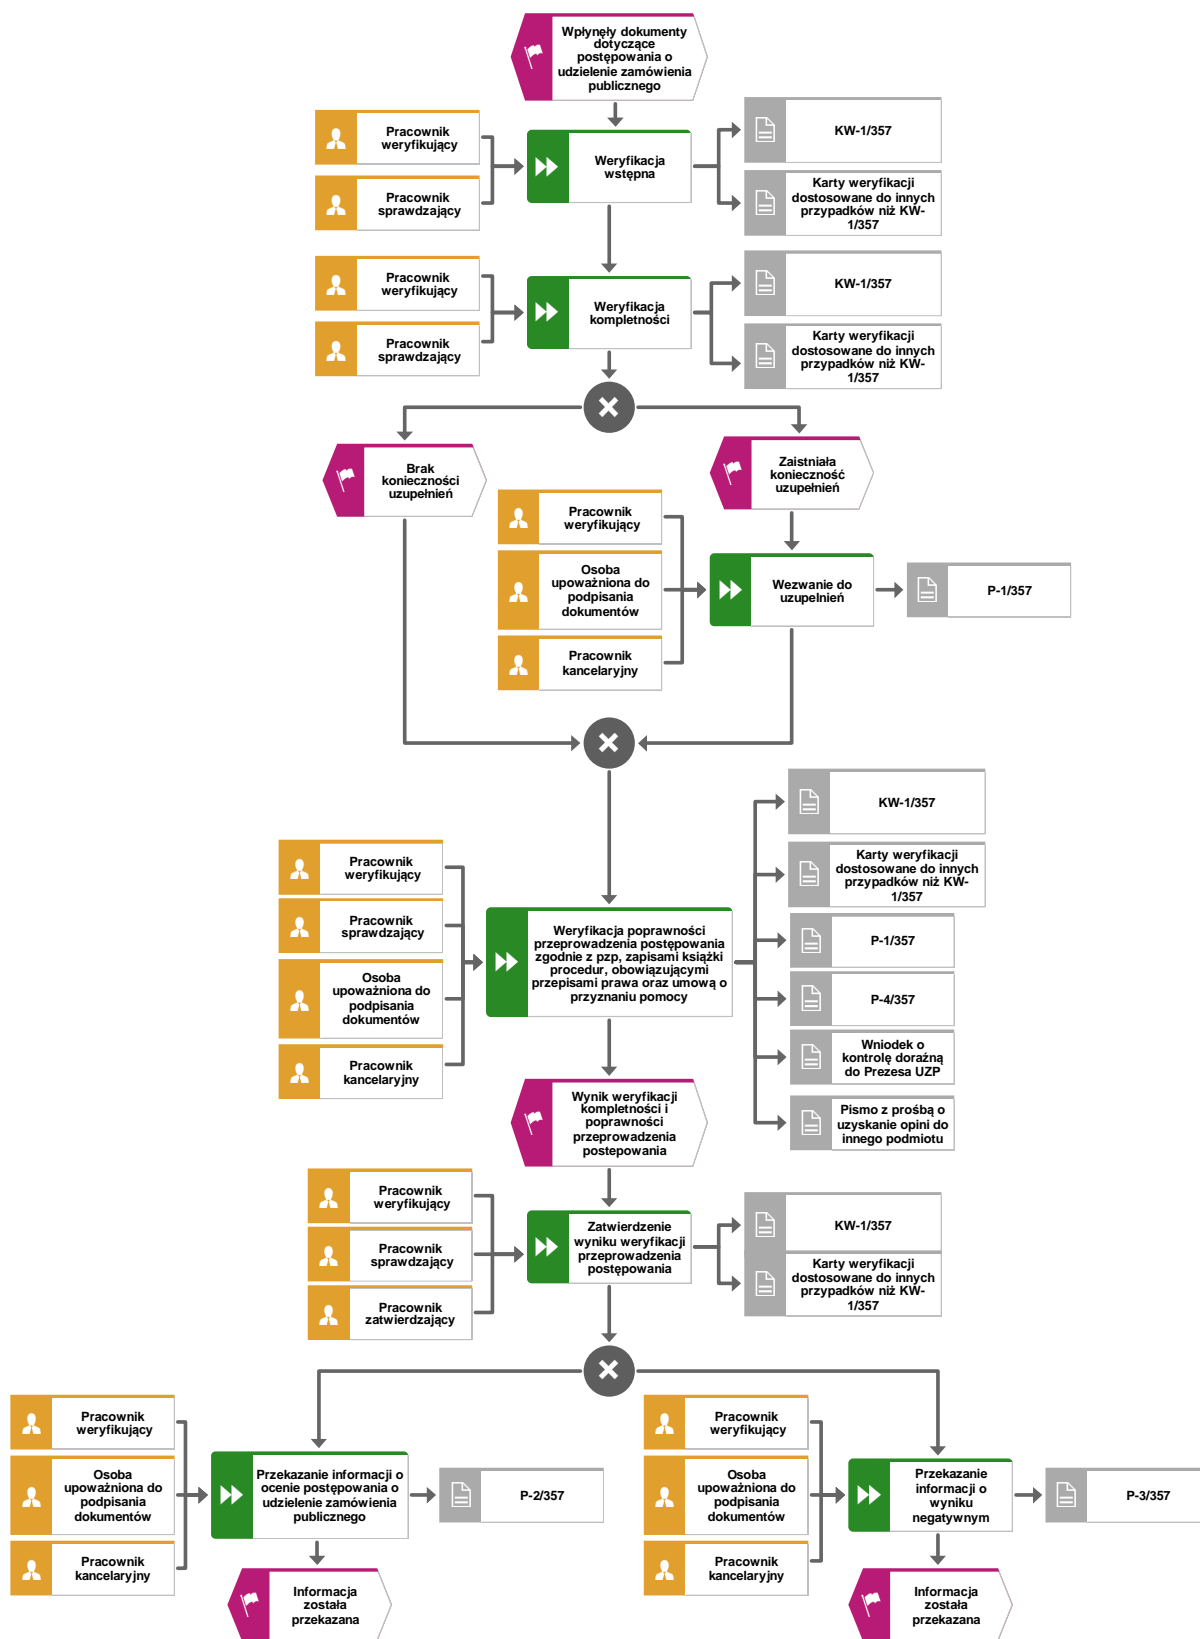 Wpłynęły dokumenty
dotyczące
postępowania o
udzielenie zamówienia
publicznego
Pracownik
weryfikujący
Pracownik
sprawdzający
Weryfikacja
wstępna
KW-1/357
Karty weryfikacji
dostosowane do innych
przypadków niż KW-
1/357
Pracownik
weryfikujący
Pracownik
sprawdzający
Weryfikacja
kompletności
KW-1/357
Karty weryfikacji
dostosowane do innych
przypadków niż KW-
1/357
Brak
konieczności
uzupełnień
Zaistniała
konieczność
uzupełnień
Pracownik
weryfikujący
Osoba
upoważniona do
podpisania
dokumentów
Pracownik
kancelaryjny
Wezwanie do
uzupelnień
P-1/357
KW-1/357
Karty weryfikacji
dostosowane do innych
przypadków niż KW-
1/357
P-1/357
P-4/357
Wniodek o
kontrolę doraźną
do Prezesa UZP
Pismo z prośbą o
uzyskanie opini do
innego podmiotu
Pracownik
weryfikujący
Pracownik
sprawdzający
Osoba
upoważniona do
podpisania
dokumentów
Pracownik
kancelaryjny
Weryfikacja poprawności
przeprowadzenia postępowania
zgodnie z pzp, zapisami książki
procedur, obowiązującymi
przepisami prawa oraz umową o
przyznaniu pomocy
Wynik weryfikacji
kompletności i
poprawności
przeprowadzenia
postepowania
Pracownik
weryfikujący
Pracownik
sprawdzający
Pracownik
zatwierdzający
Zatwierdzenie
wyniku weryfikacji
przeprowadzenia
postępowania
KW-1/357
Karty weryfikacji
dostosowane do innych
przypadków niż KW-
1/357
Pracownik
weryfikujący
Osoba
upoważniona do
podpisania
dokumentów
Pracownik
kancelaryjny
Przekazanie informacji o
ocenie postępowania o
udzielenie zamówienia
publicznego
P-2/357
Informacja
została
przekazana
Pracownik
weryfikujący
Osoba
upoważniona do
podpisania
dokumentów
Pracownik
kancelaryjny
Przekazanie
informacji o
wyniku
negatywnym
P-3/357
Informacja
została
przekazana